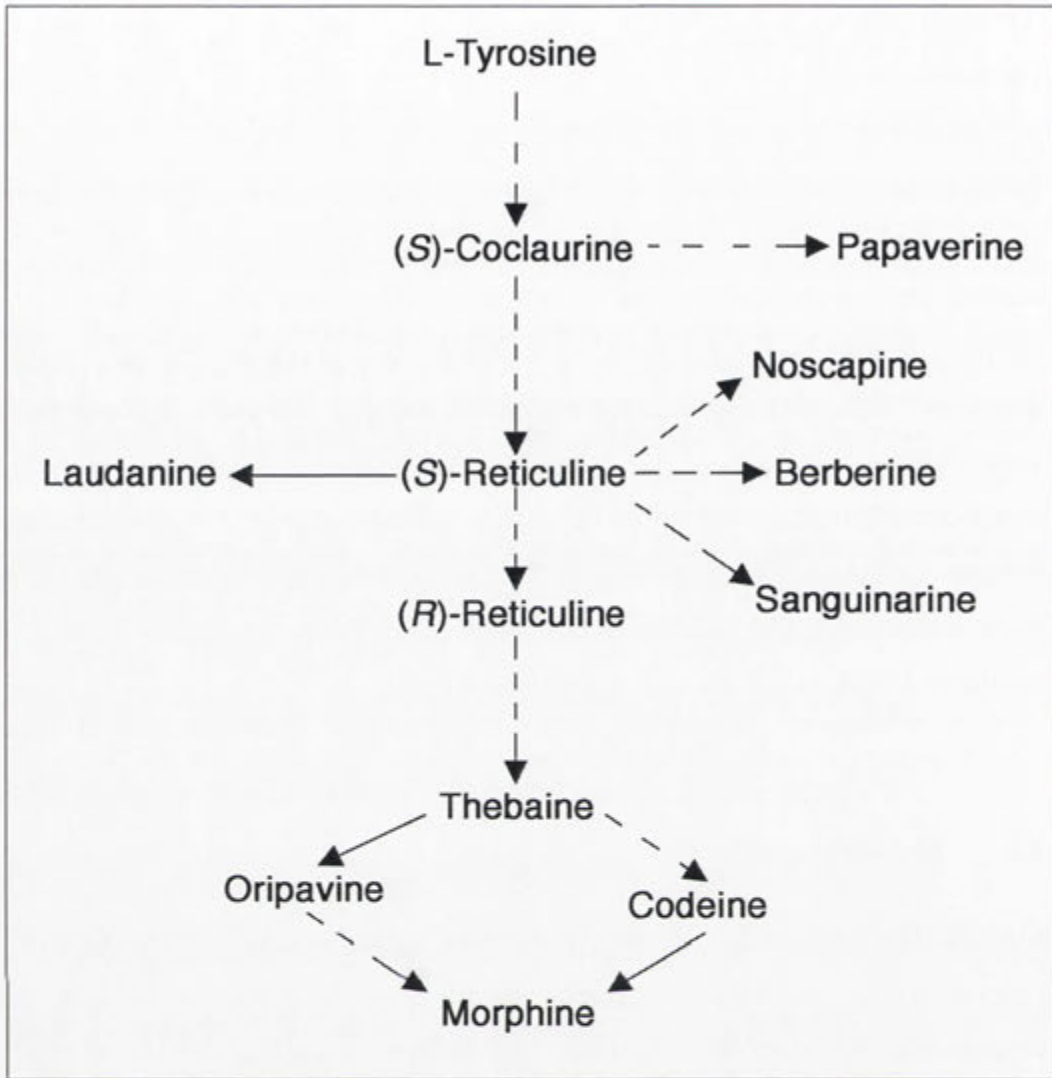 L-Tyrosine
(S)-Coclaurine
Papaverine
Noscapine
Laudanine
(S)-Reticuline
Berberine
Sanguinarine
(R)-Reticuline
Thebaine
Oripavine
Codeine
Morphine